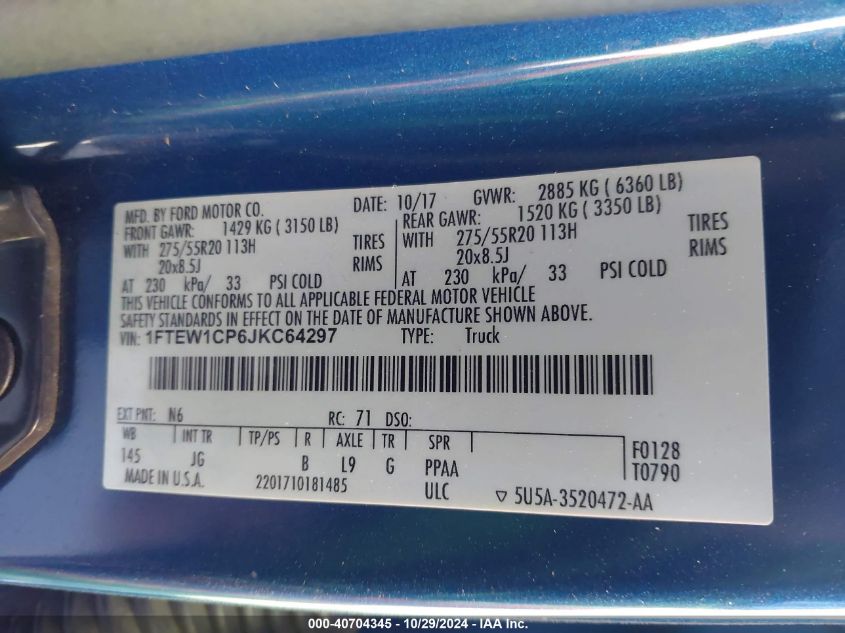 MFD. BY FORD MOTOR CO. DATE: 10/17 GVWR: 2885 KG ( 6360 LB)
FRONT GAWR: 1429 KG ( 3150 LB) REAR GAWR: 1520 KG ( 3350 LB)
WITH 275/55R20 113H TIRES WITH 275/55R20 113H TIRES
20x8.5J RIMS 20x8.5J RIMS
AT 230 kPa/ 33 PSI COLD AT 230 kPa/ 33 PSI COLD
THIS VEHICLE CONFORMS TO ALL APPLICABLE FEDERAL MOTOR VEHICLE
SAFETY STANDARDS IN EFFECT ON THE DATE OF MANUFACTURE SHOWN ABOVE.
VIN: 1FTEW1CP6JKC64297 TYPE: Truck
EXT PNT: N6 RC: 71 DSO:
WB INT TR TP/PS R AXLE TR SPR F0128
145 JG B L9 G PPAA T0790
MADE IN U.S.A. 2201710181485 ULC ▽ 5U5A-3520472-AA
000-40704345 - 10/29/2024 - IAA Inc.